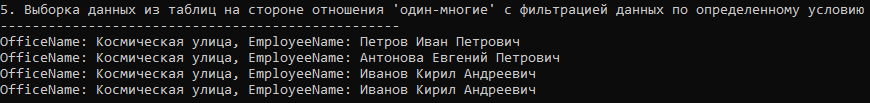 5. Выборка данных из таблиц на стороне отношения 'один-многие' с фильтрацией данных по определенному условию
--------------------------------------------------
OfficeName: Космическая улица, EmployeeName: Петров Иван Петрович
OfficeName: Космическая улица, EmployeeName: Антонова Евгений Петрович
OfficeName: Космическая улица, EmployeeName: Иванов Кирил Андреевич
OfficeName: Космическая улица, EmployeeName: Иванов Кирил Андреевич